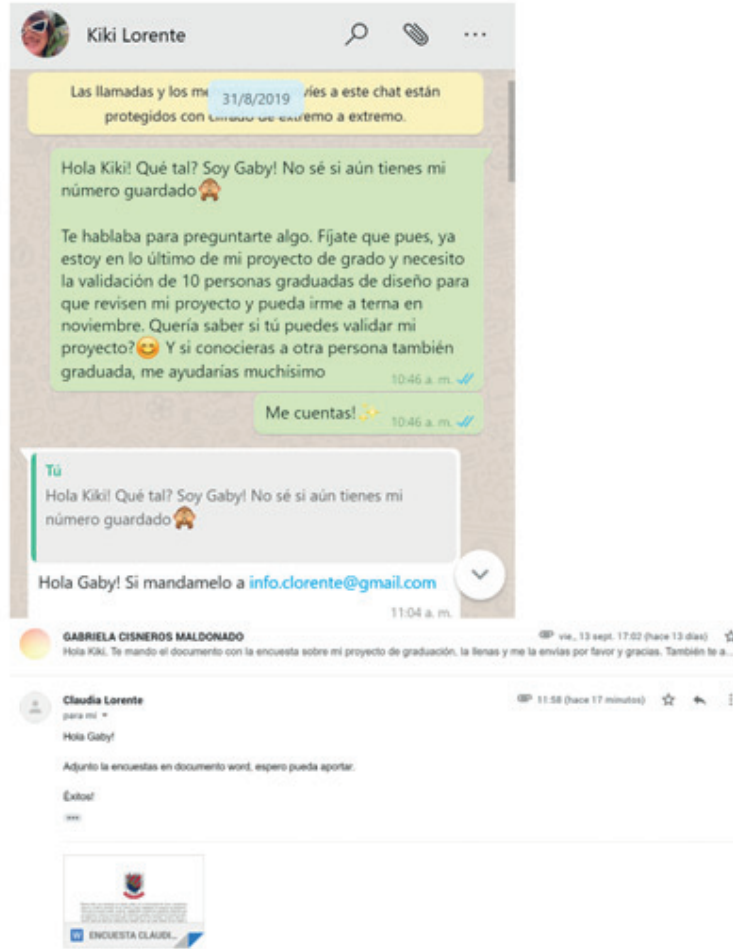 Kiki Lorente
Las llamadas y los me
31/8/2019
víes a este chat están
protegidos con cifrado de extremo a extremo.
Hola Kiki! Qué tal? Soy Gaby! No sé si aún tienes mi
número guardado🙈
Te hablaba para preguntarte algo. Fíjate que pues, ya
estoy en lo último de mi proyecto de grado y necesito
la validación de 10 personas graduadas de diseño para
que revisen mi proyecto y pueda irme a terna en
noviembre. Quería saber si tú puedes validar mi
proyecto?😊 Y si conocieras a otra persona también
graduada, me ayudarías muchísimo
10:46 a. m.
Me cuentas!✨
10:46 a. m.
Tú
Hola Kiki! Qué tal? Soy Gaby! No sé si aún tienes mi
número guardado🙈
Hola Gaby! Si mandamelo a info.clorente@gmail.com
11:04 a. m.
GABRIELA CISNEROS MALDONADO
vie., 13 sept. 17:02 (hace 13 días)
Hola Kiki. Te mando el documento con la encuesta sobre mi proyecto de graduación, la llenas y me la envías por favor y gracias. También te a...
Claudia Lorente
11:58 (hace 17 minutos)
para mí
Hola Gaby!
Adjunto la encuestas en documento word, espero pueda aportar.
Éxitos!
ENCUESTA CLAUDI...